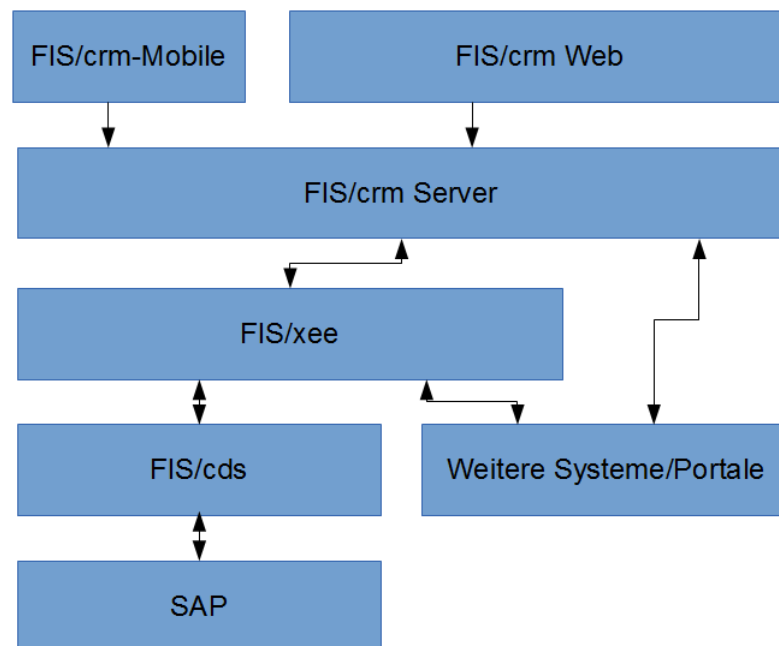 FIS/crm-Mobile
FIS/crm Web
FIS/crm Server
FIS/xee
FIS/cds
Weitere Systeme/Portale
SAP